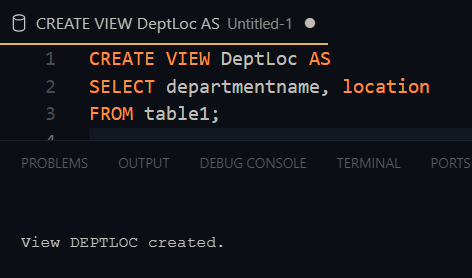 CREATE VIEW DeptLoc AS Untitled-1
1 CREATE VIEW DeptLoc AS
2 SELECT departmentname, location
3 FROM table1;
4
PROBLEMS OUTPUT DEBUG CONSOLE TERMINAL PORTS
View DEPTLOC created.